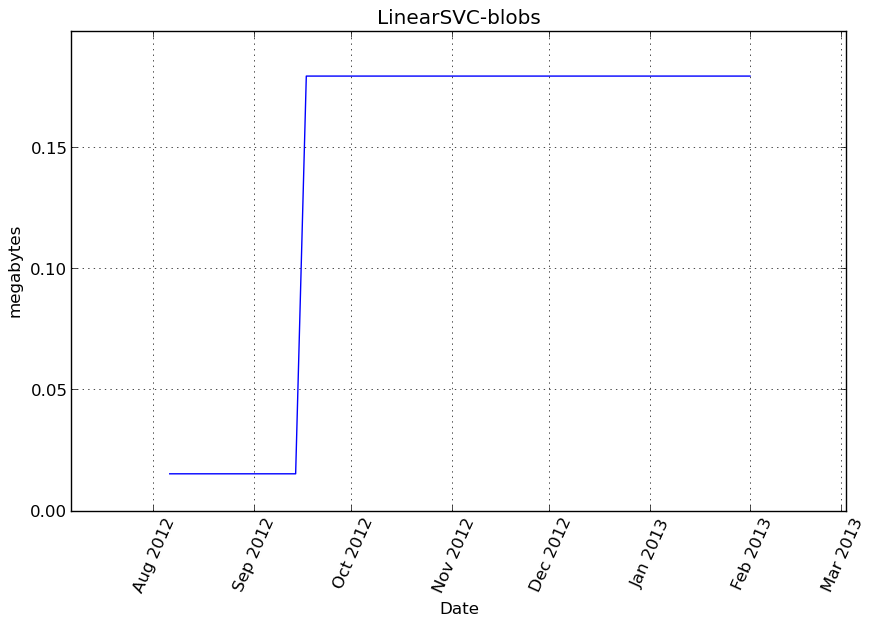 LinearSVC-blobs
megabytes
0.15
0.10
0.05
0.00
Aug 2012
Sep 2012
Oct 2012
Nov 2012
Dec 2012
Jan 2013
Feb 2013
Mar 2013
Date